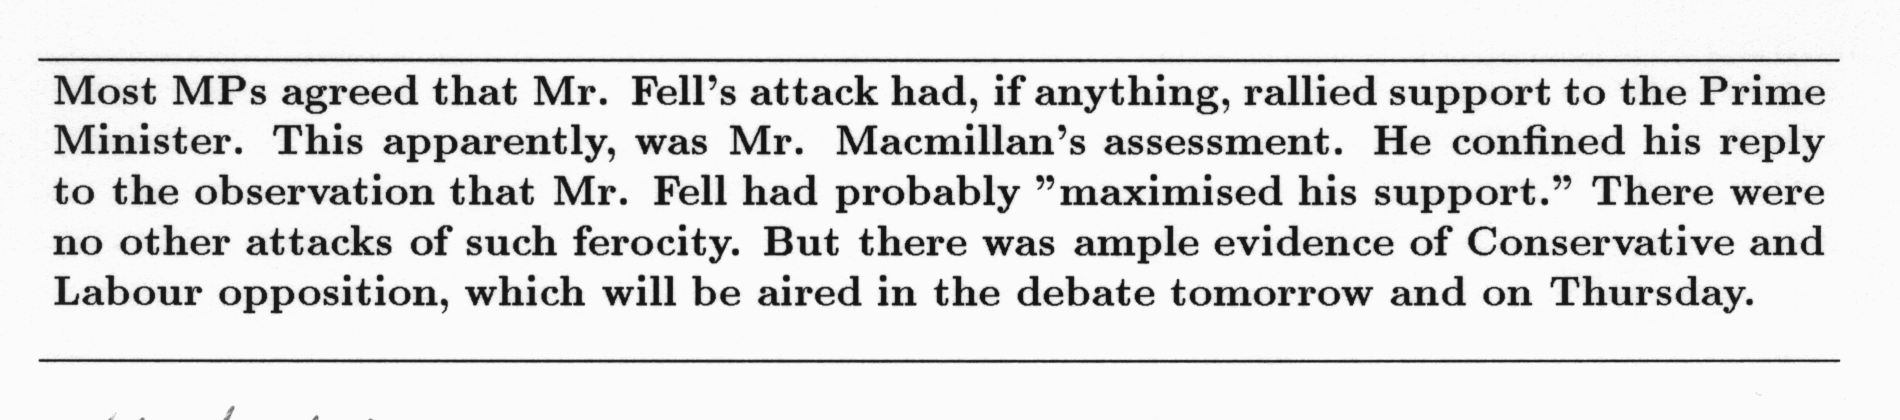 Most MPs agreed that Mr. Fell's attack had, if anything, rallied support to the Prime
Minister. This apparently, was Mr. Macmillan's assessment. He confined his reply
to the observation that Mr. Fell had probably ”maximised his support.” There were
no other attacks of such ferocity. But there was ample evidence of Conservative and
Labour opposition, which will be aired in the debate tomorrow and on Thursday.